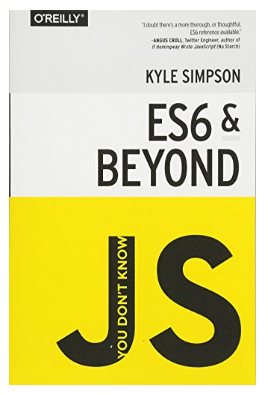 O'REILLY®
"I doubt there's a more thorough, or thoughtful,
ES6 reference available."
—ANGUS CROLL, Twitter Engineer, author of
If Hemingway Wrote JavaScript (No Starch)
KYLE SIMPSON
ES6 &
BEYOND
YOU DON'T KNOW
JS